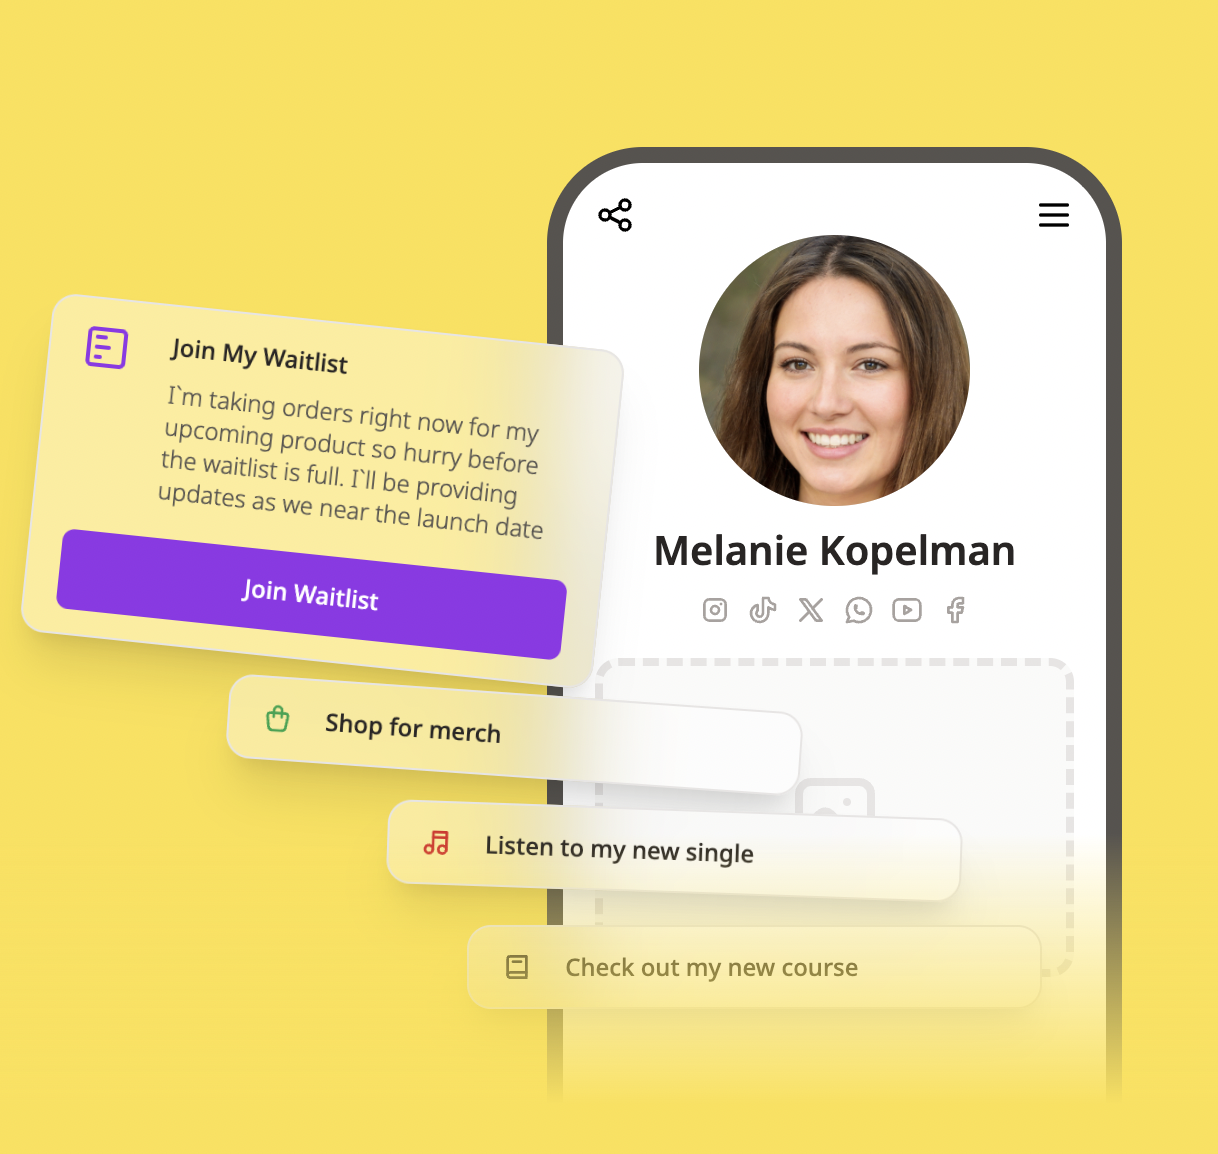 Join My Waitlist
I`m taking orders right now for my
upcoming product so hurry before
the waitlist is full. I`ll be providing
updates as we near the launch date
Join Waitlist
Melanie Kopelman
Shop for merch
Listen to my new single
Check out my new course